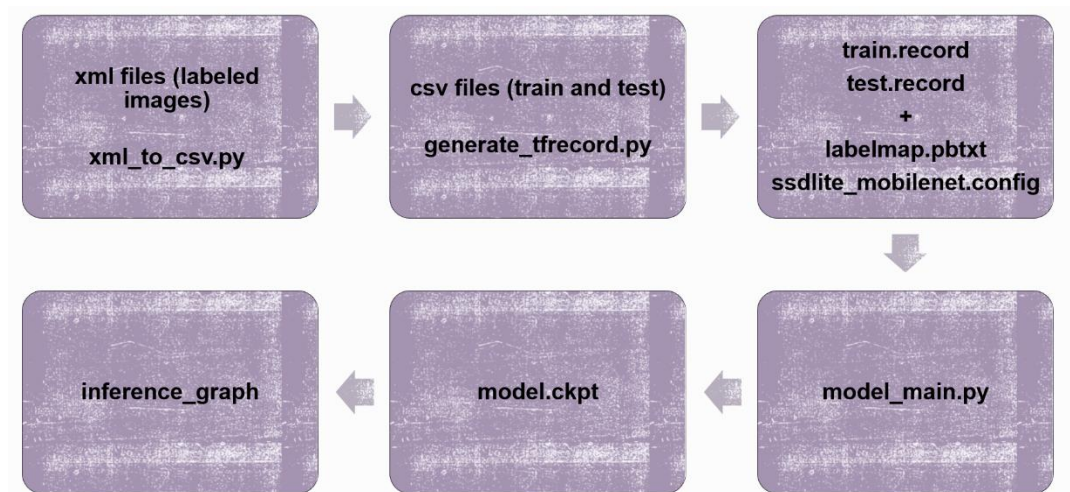 xml files (labeled
images)
xml_to_csv.py
csv files (train and test)
generate_tfrecord.py
train.record
test.record
+
labelmap.pbtxt
ssdlite_mobilenet.config
model_main.py
model.ckpt
inference_graph